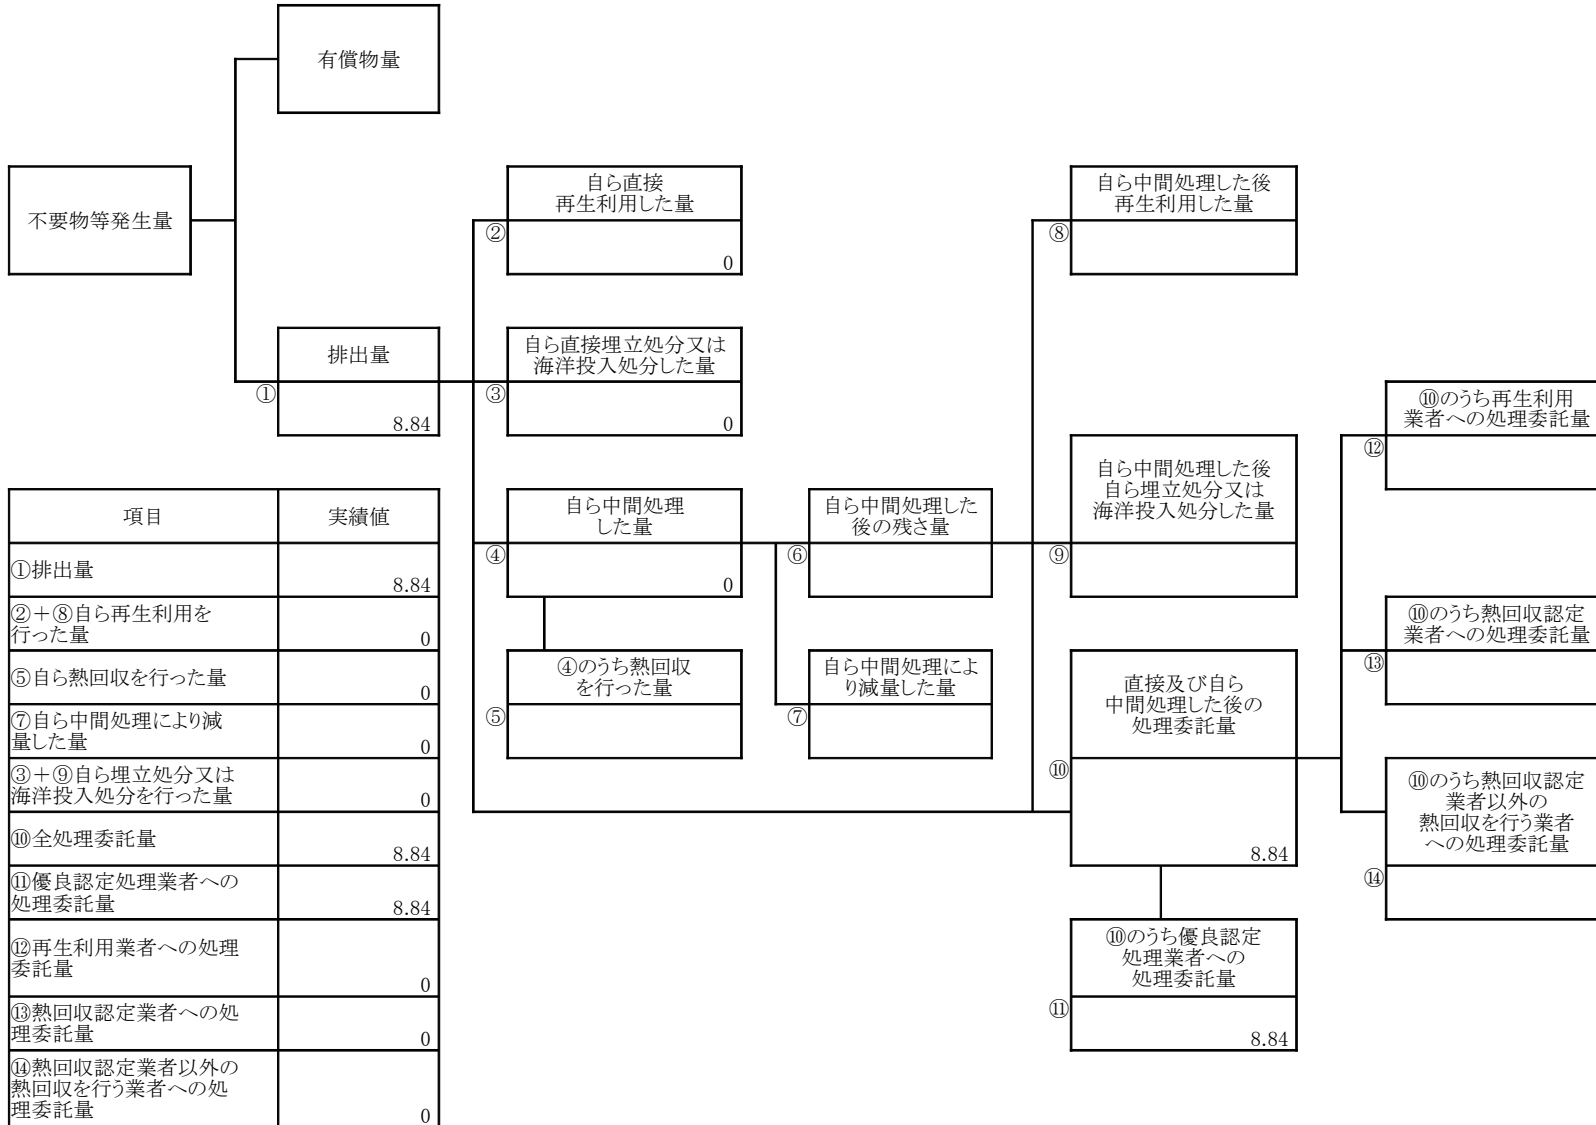 有償物量
不要物等発生量
自ら直接
再生利用した量
②
0
自ら中間処理した後
再生利用した量
⑧
排出量
①
8.84
自ら直接埋立処分又は
海洋投入処分した量
③
0
⑩のうち再生利用
業者への処理委託量
⑫
自ら中間処理
した量
④
0
自ら中間処理した
後の残さ量
⑥
自ら中間処理した後
自ら埋立処分又は
海洋投入処分した量
⑨
⑩のうち熱回収認定
業者への処理委託量
⑬
④のうち熱回収
を行った量
⑤
自ら中間処理によ
り減量した量
⑦
直接及び自ら
中間処理した後の
処理委託量
⑩
8.84
⑩のうち熱回収認定
業者以外の
熱回収を行う業者
への処理委託量
⑭
⑩のうち優良認定
処理業者への
処理委託量
⑪
8.84
項目
実績値
①排出量
8.84
②+⑧自ら再生利用を
行った量
0
⑤自ら熱回収を行った量
0
⑦自ら中間処理により減
量した量
0
③+⑨自ら埋立処分又は
海洋投入処分を行った量
0
⑩全処理委託量
8.84
⑪優良認定処理業者への
処理委託量
8.84
⑫再生利用業者への処理
委託量
0
⑬熱回収認定業者への処
理委託量
0
⑭熱回収認定業者以外の
熱回収を行う業者への処
理委託量
0